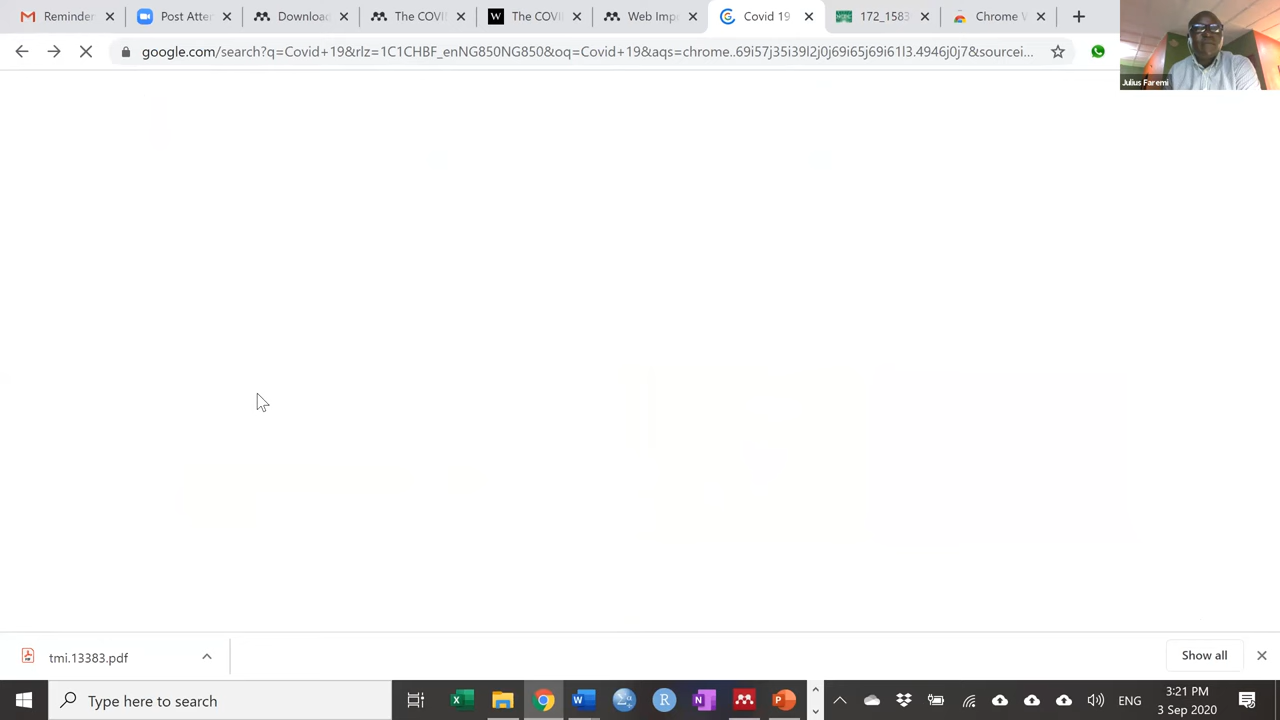 Reminder
Post Atter
Download
The COVI
The COVI
Web Impo
Covid 19
172_1583
Chrome W
google.com/search?q=Covid+19&rlz=1C1CHBF_enNG850NG850&oq=Covid+19&aqs=chrome..69i57j35i39l2j0j69i65j69i61l3.4946j0j7&sourcei...
Julius Faremi
tmi.13383.pdf
Show all
Type here to search
ENG
3:21 PM
3 Sep 2020